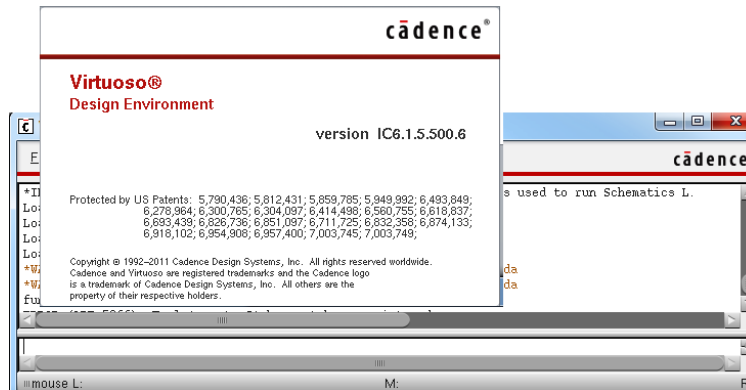 cādence®
Virtuoso®
Design Environment
version IC6.1.5.500.6
Protected by US Patents: 5,790,436; 5,812,431; 5,859,785; 5,949,992; 6,493,849;
6,278,964; 6,300,765; 6,304,097; 6,414,498; 6,560,755; 6,618,837;
6,693,439; 6,826,736; 6,851,097; 6,711,725; 6,832,358; 6,874,133;
6,918,102; 6,954,908; 6,957,400; 7,003,745; 7,003,749;
Copyright © 1992-2011 Cadence Design Systems, Inc. All rights reserved worldwide.
Cadence and Virtuoso are registered trademarks and the Cadence logo
is a trademark of Cadence Design Systems, Inc. All others are the
property of their respective holders.
cādence
s used to run Schematics L.
da
da
mouse L: M: